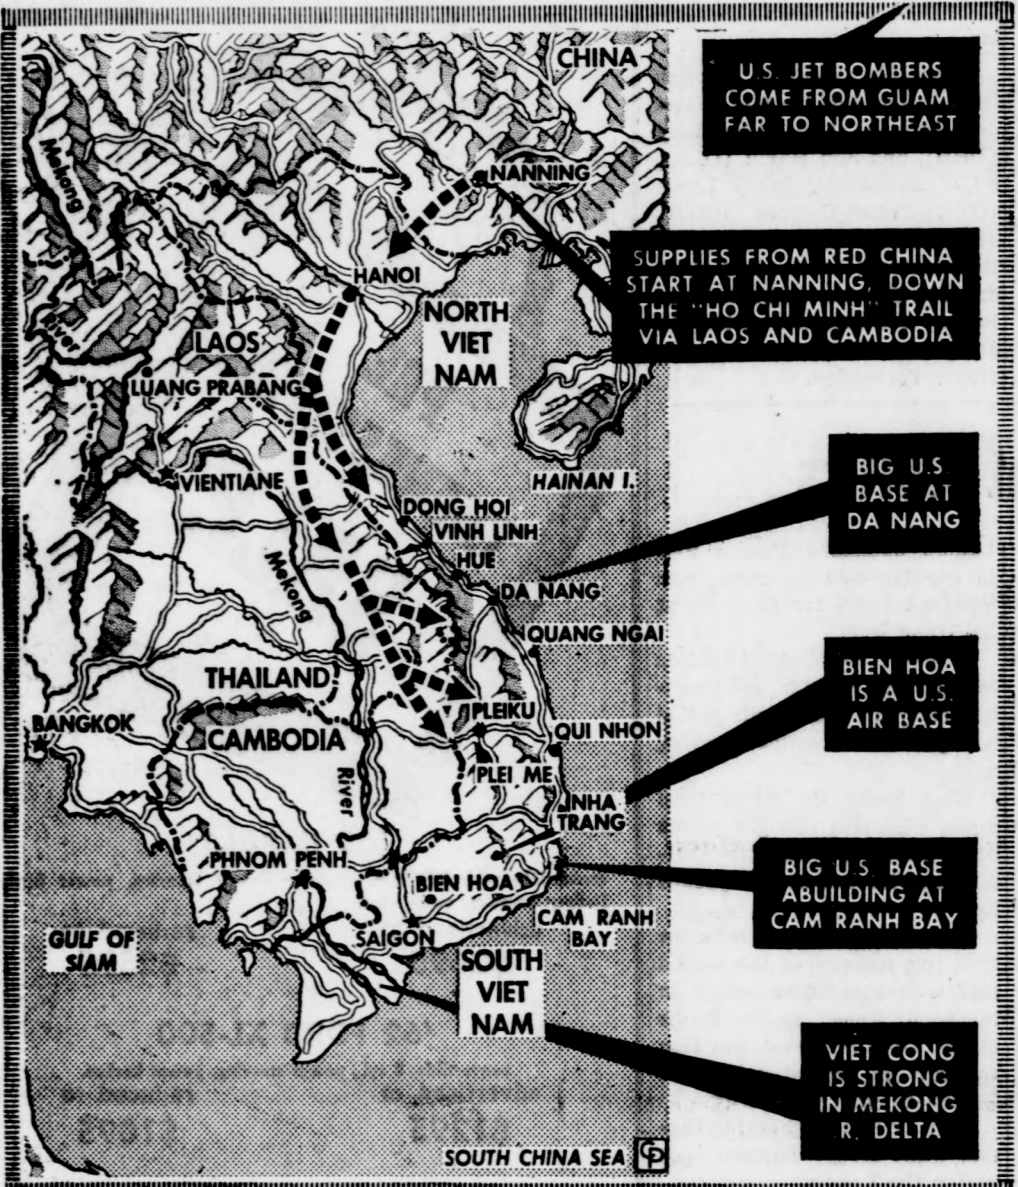 CHINA
U.S. JET BOMBERS
COME FROM GUAM
FAR TO NORTHEAST
Mekong
River
NANNING
HANOI
SUPPLIES FROM RED CHINA
START AT NANNING, DOWN
THE "HO CHI MINH" TRAIL
VIA LAOS AND CAMBODIA
NORTH
VIET
NAM
LAOS
LUANG PRABANG
HAINAN I.
VIENTIANE
BIG U.S.
BASE AT
DA NANG
DONG HOI
VINH LINH
HUE
DA NANG
QUANG NGAI
Mekong
River
THAILAND
BANGKOK
CAMBODIA
PLEIKU
QUI NHON
PLEI ME
BIEN HOA
IS A U.S.
AIR BASE
NHA
TRANG
PHNOM PENH
BIEN HOA
BIG U.S. BASE
ABUILDING AT
CAM RANH BAY
CAM RANH
BAY
SAIGON
GULF OF
SIAM
SOUTH
VIET
NAM
VIET CONG
IS STRONG
IN MEKONG
R. DELTA
SOUTH CHINA SEA
CP